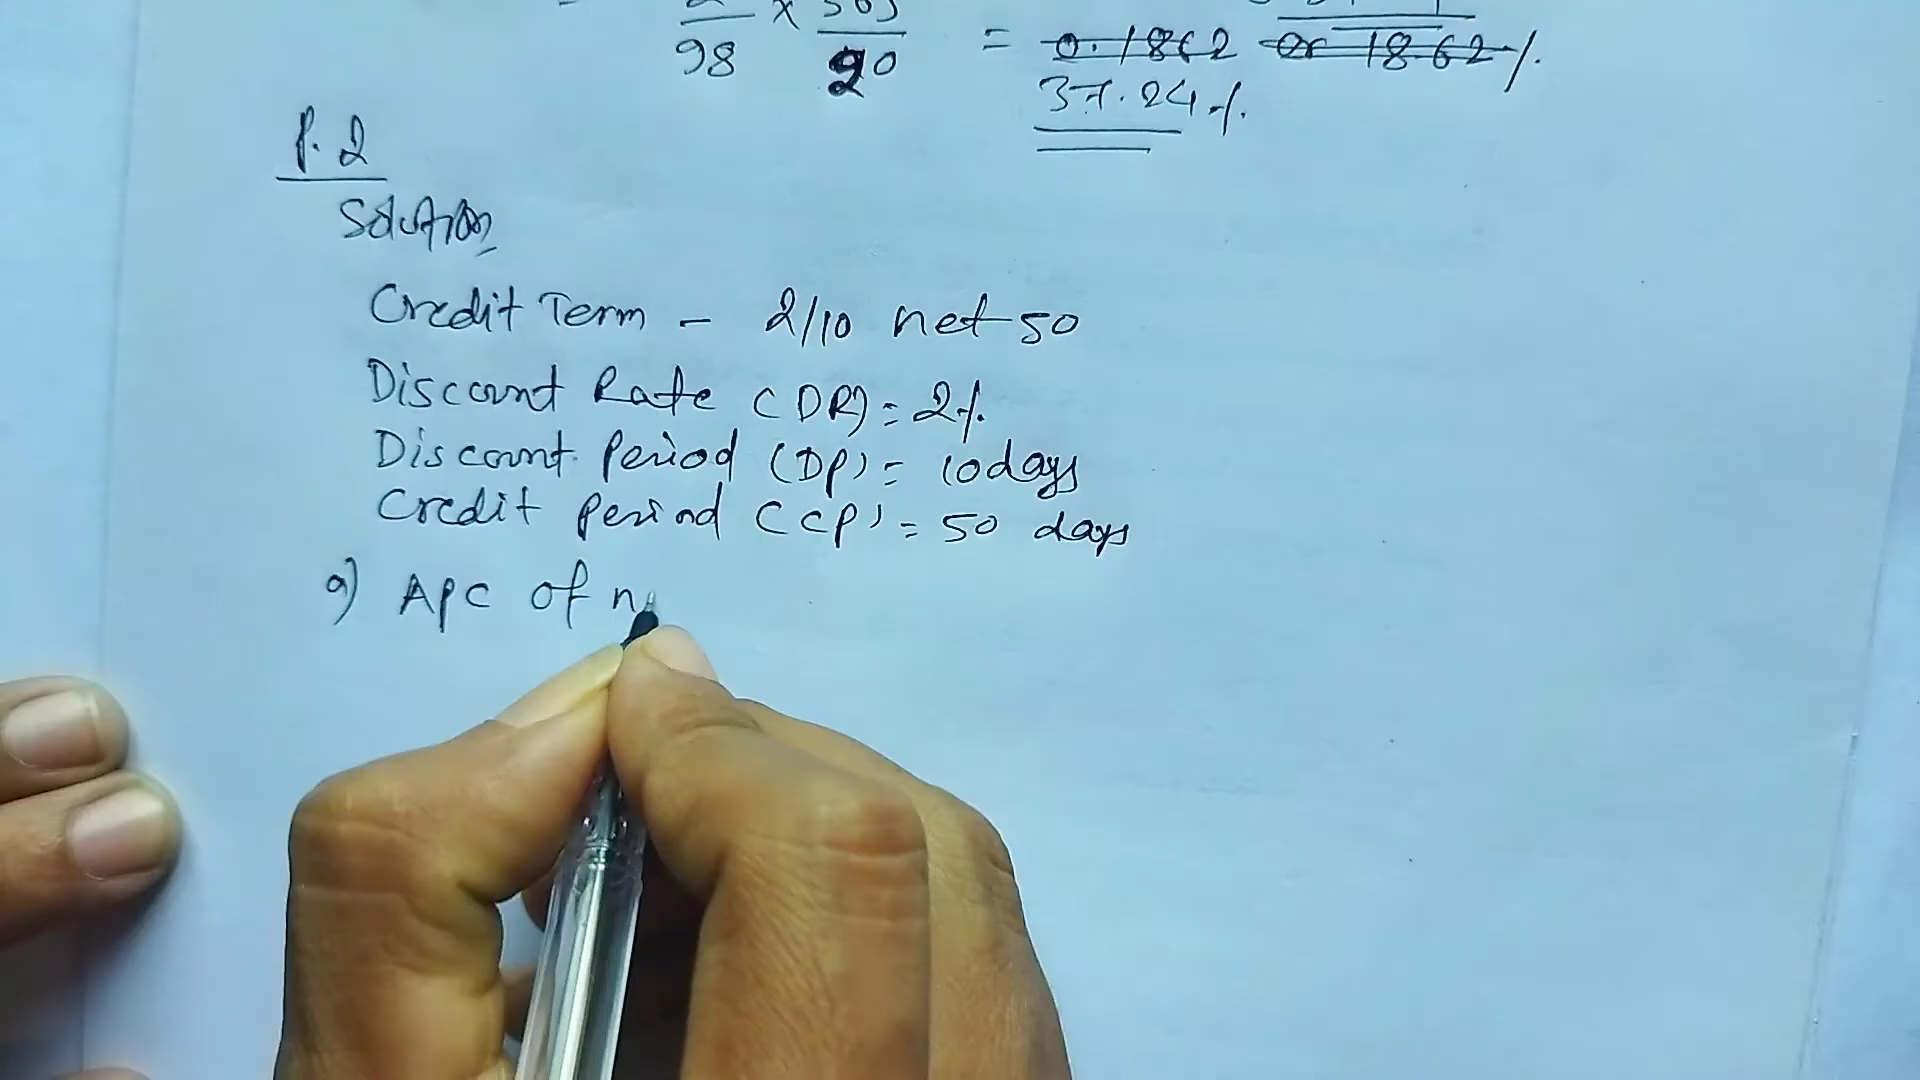 = 98 × 20 = 0.1862 or 18.62%
37.24%
P.2
Solution
Credit Term - 2/10 net 50
Discount Rate (DR) = 2%
Discount Period (DP) = 10 days
Credit Period (CP) = 50 days
a) APC of n